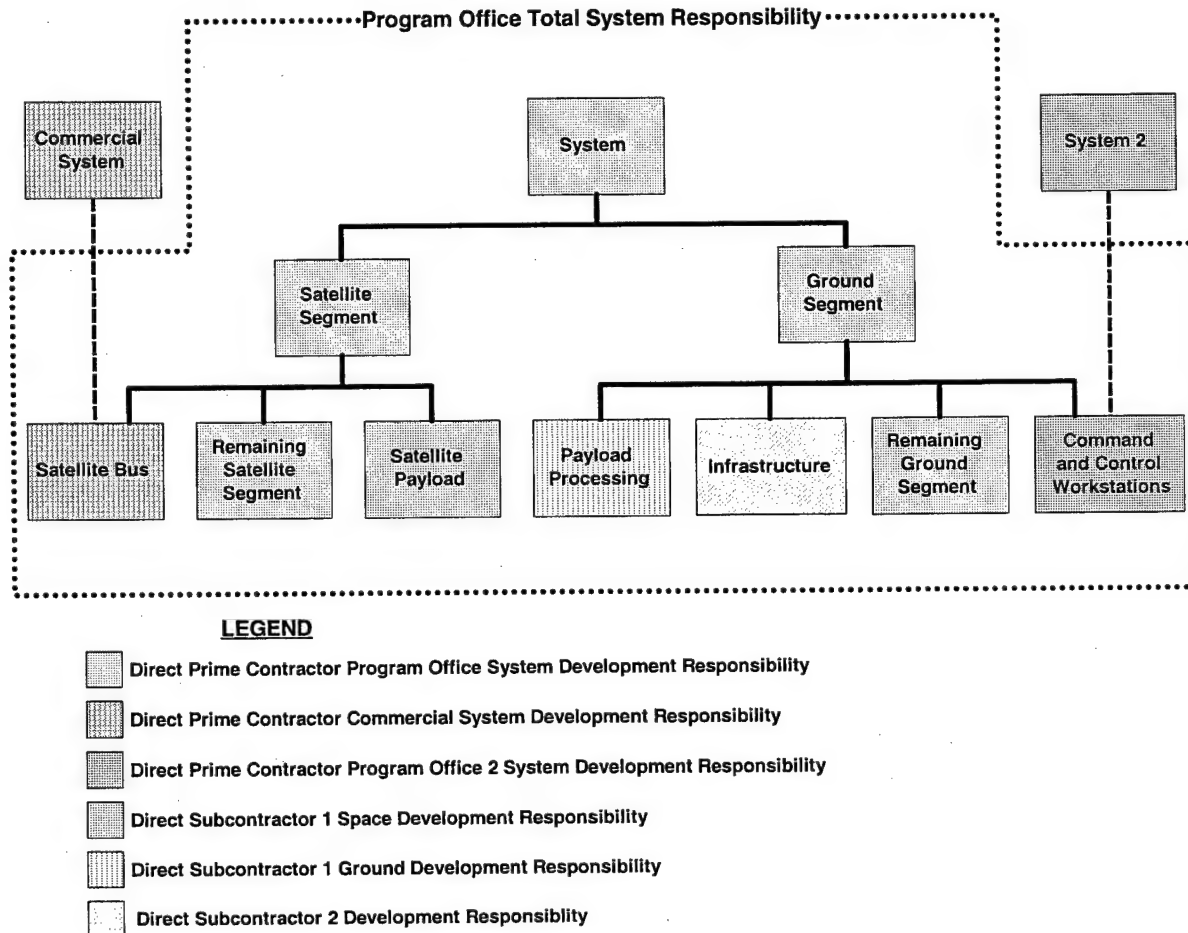 Program Office Total System Responsibility
Commercial
System
System
System 2
Satellite
Segment
Ground
Segment
Satellite Bus
Remaining
Satellite
Segment
Satellite
Payload
Payload
Processing
Infrastructure
Remaining
Ground
Segment
Command
and Control
Workstations
LEGEND
Direct Prime Contractor Program Office System Development Responsibility
Direct Prime Contractor Commercial System Development Responsibility
Direct Prime Contractor Program Office 2 System Development Responsibility
Direct Subcontractor 1 Space Development Responsibility
Direct Subcontractor 1 Ground Development Responsibility
Direct Subcontractor 2 Development Responsiblity